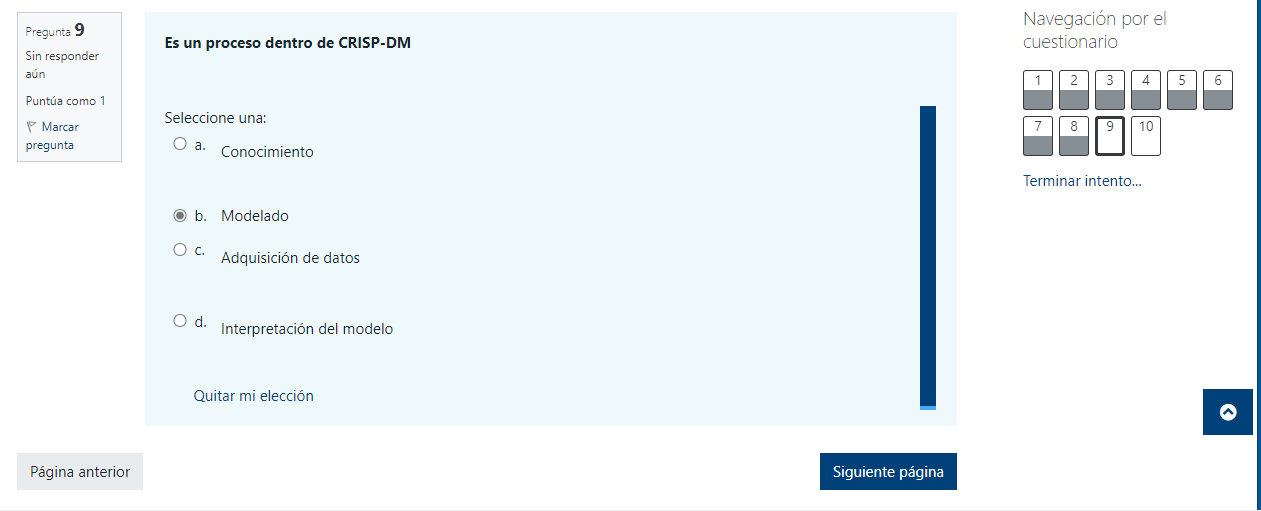 Pregunta 9
Sin responder
aún
Puntúa como 1
Marcar
pregunta
Es un proceso dentro de CRISP-DM
Seleccione una:
a. Conocimiento
b. Modelado
c. Adquisición de datos
d. Interpretación del modelo
Quitar mi elección
Página anterior
Siguiente página
Navegación por el
cuestionario
1 2 3 4 5 6
7 8 9 10
Terminar intento...